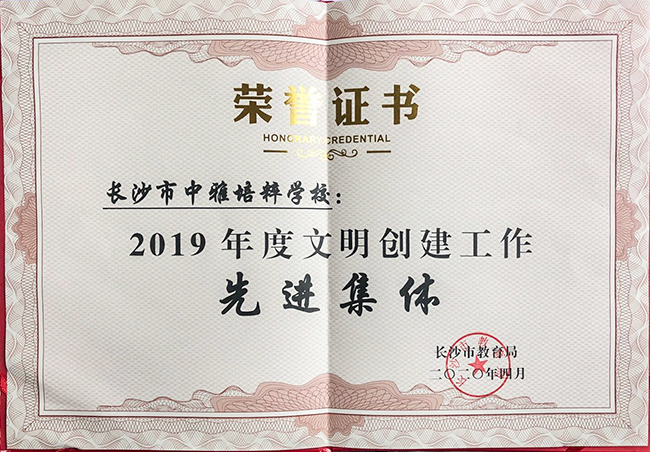 荣誉证书
HONORARY CREDENTIAL
长沙市中雅培粹学校：
2019年度文明创建工作
先进集体
长沙市教育局
二〇二〇年四月